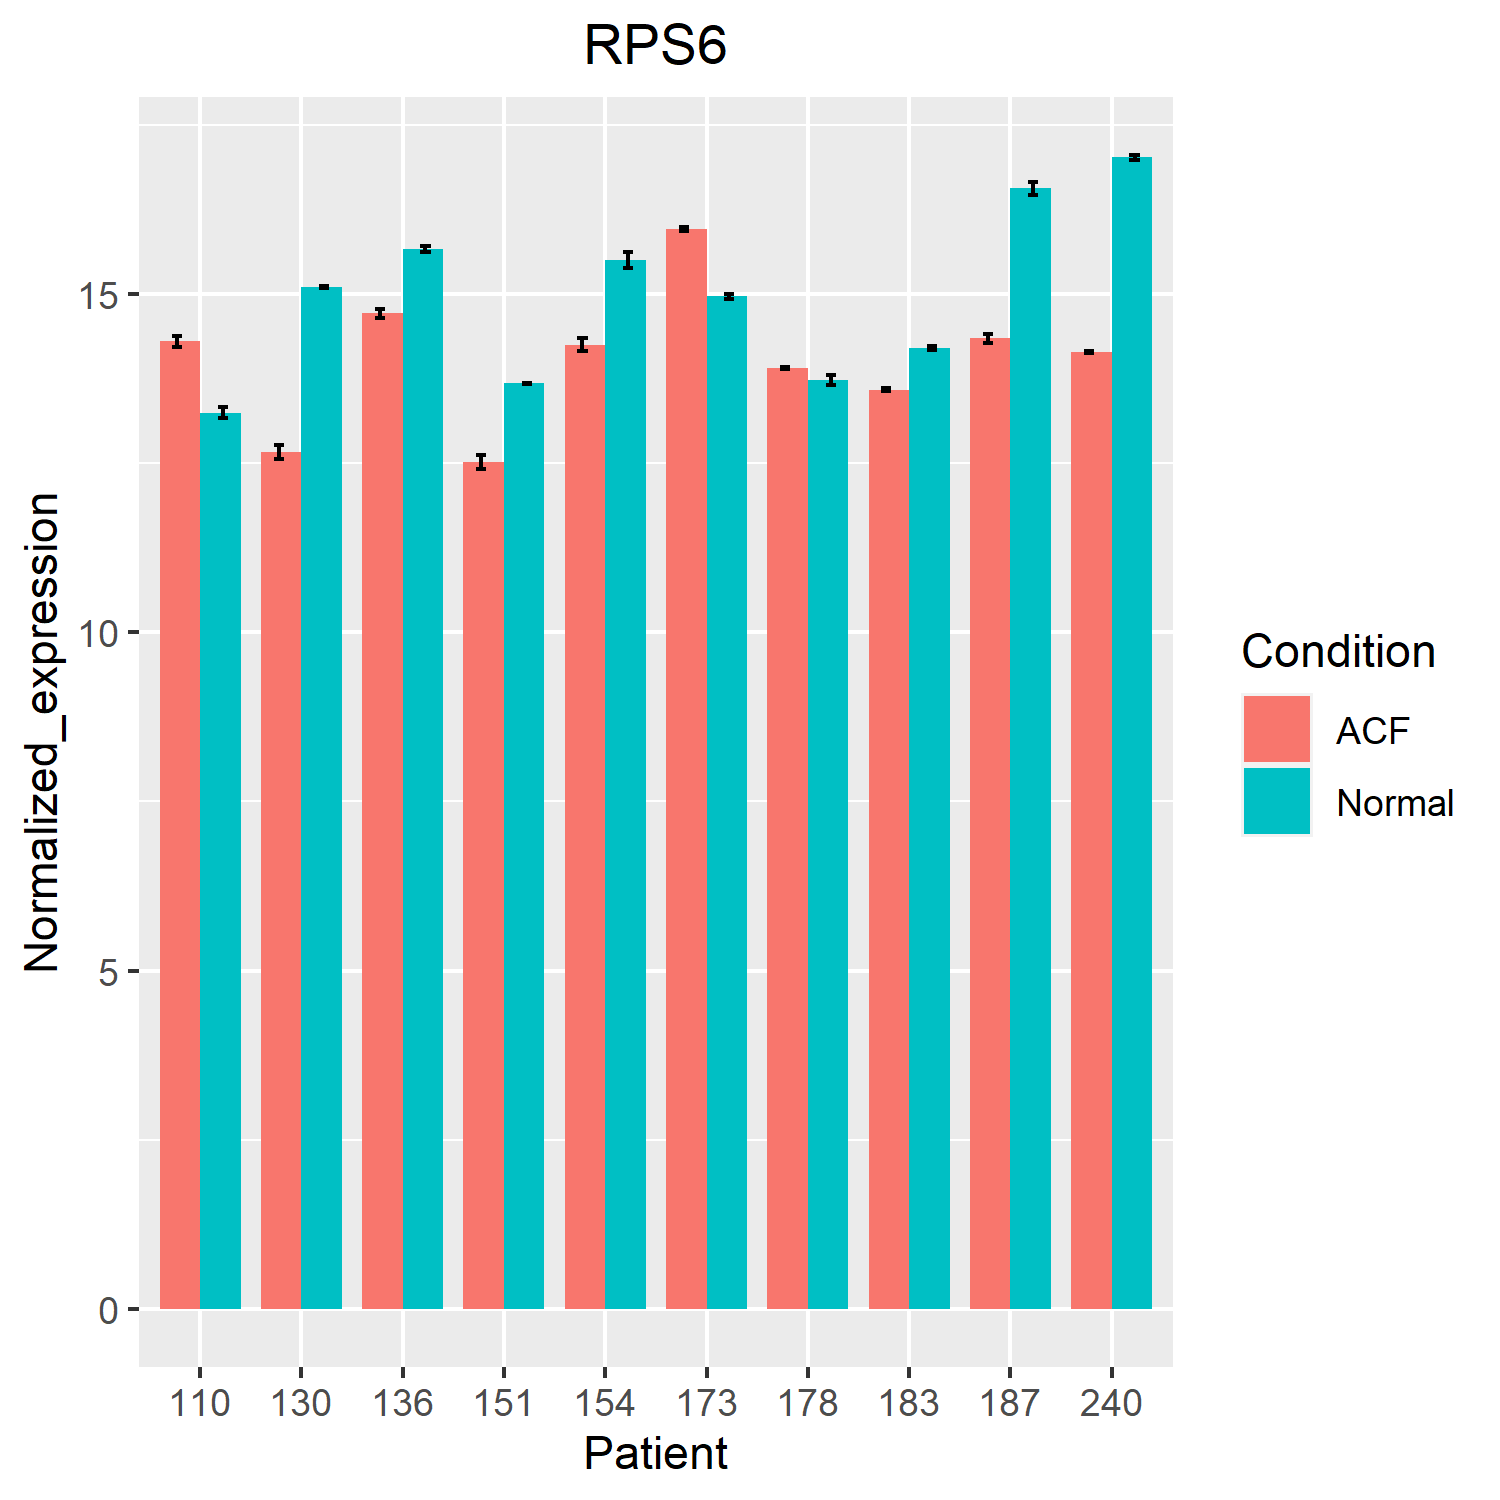 RPS6
Normalized_expression
15
10
5
0
110 130 136 151 154 173 178 183 187 240
Patient
Condition
ACF
Normal